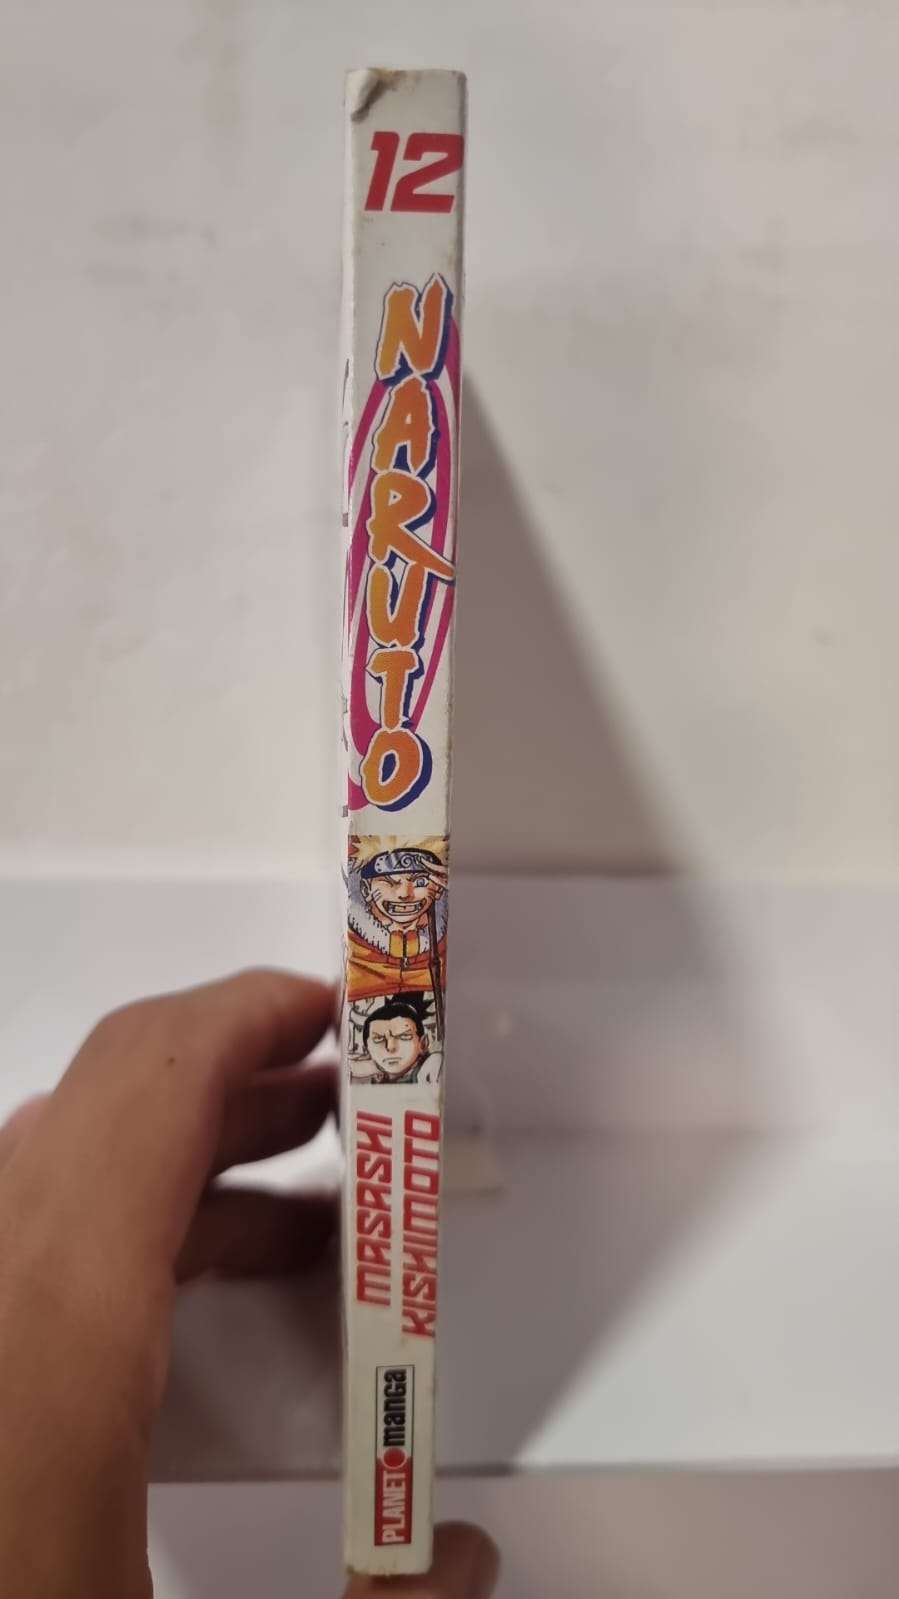 12
NARUTO
MASASHI
KISHIMOTO
PLANET manga